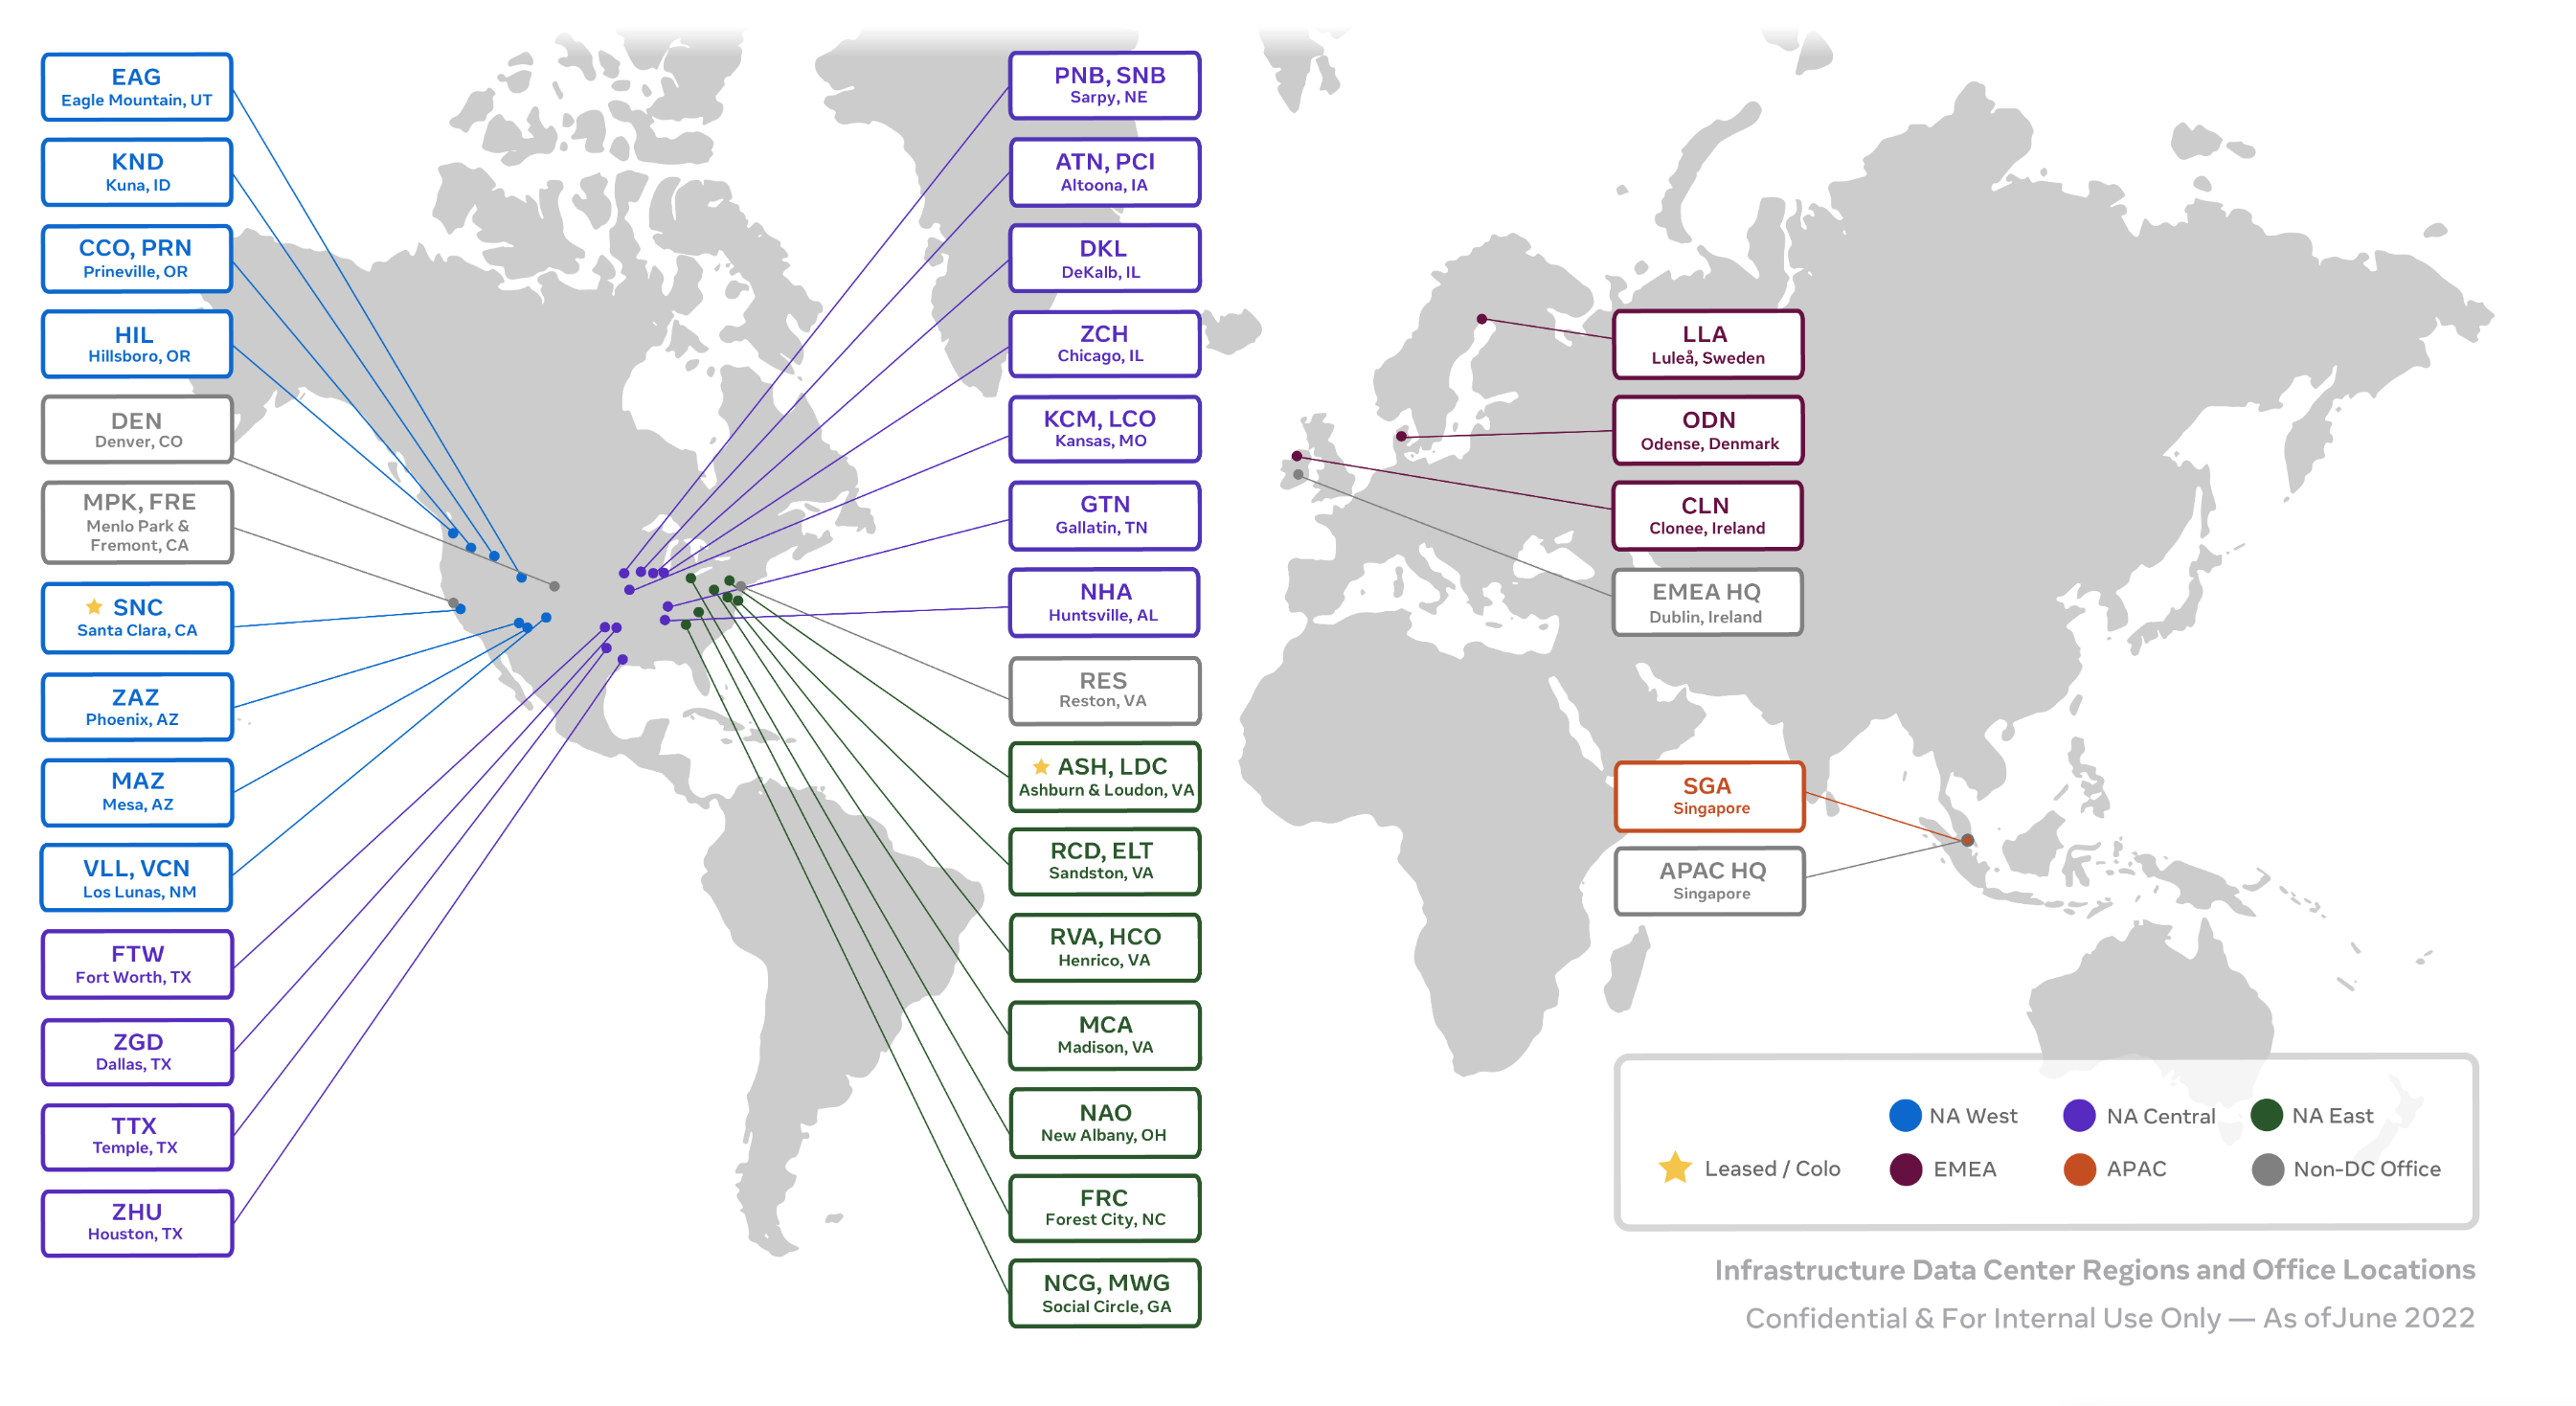 EAG
Eagle Mountain, UT
KND
Kuna, ID
CCO, PRN
Prineville, OR
HIL
Hillsboro, OR
DEN
Denver, CO
MPK, FRE
Menlo Park &
Fremont, CA
SNC
Santa Clara, CA
ZAZ
Phoenix, AZ
MAZ
Mesa, AZ
VLL, VCN
Los Lunas, NM
FTW
Fort Worth, TX
ZGD
Dallas, TX
TTX
Temple, TX
ZHU
Houston, TX
PNB, SNB
Sarpy, NE
ATN, PCI
Altoona, IA
DKL
DeKalb, IL
ZCH
Chicago, IL
KCM, LCO
Kansas, MO
GTN
Gallatin, TN
NHA
Huntsville, AL
RES
Reston, VA
ASH, LDC
Ashburn & Loudon, VA
RCD, ELT
Sandston, VA
RVA, HCO
Henrico, VA
MCA
Madison, VA
NAO
New Albany, OH
FRC
Forest City, NC
NCG, MWG
Social Circle, GA
LLA
Luleå, Sweden
ODN
Odense, Denmark
CLN
Clonee, Ireland
EMEA HQ
Dublin, Ireland
SGA
Singapore
APAC HQ
Singapore
NA West
NA Central
NA East
Leased / Colo
EMEA
APAC
Non-DC Office
Infrastructure Data Center Regions and Office Locations
Confidential & For Internal Use Only — As ofJune 2022